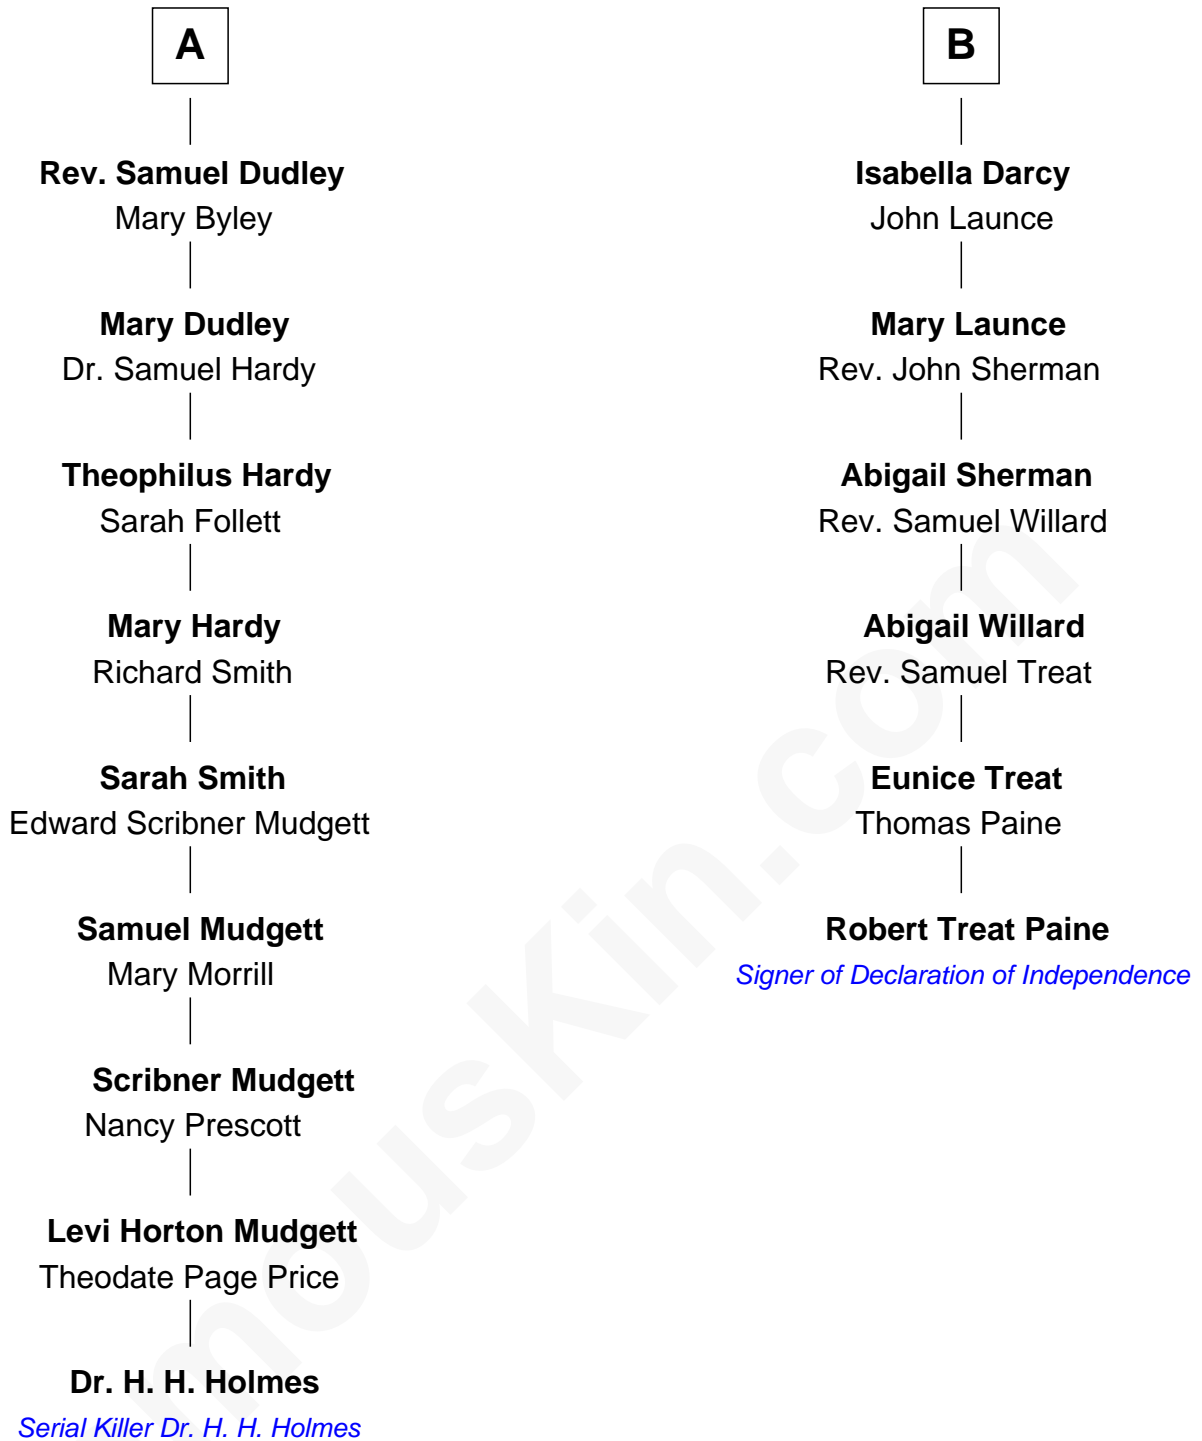 A
Rev. Samuel Dudley
Mary Byley
Mary Dudley
Dr. Samuel Hardy
Theophilus Hardy
Sarah Follett
Mary Hardy
Richard Smith
Sarah Smith
Edward Scribner Mudgett
Samuel Mudgett
Mary Morrill
Scribner Mudgett
Nancy Prescott
Levi Horton Mudgett
Theodate Page Price
Dr. H. H. Holmes
Serial Killer Dr. H. H. Holmes
B
Isabella Darcy
John Launce
Mary Launce
Rev. John Sherman
Abigail Sherman
Rev. Samuel Willard
Abigail Willard
Rev. Samuel Treat
Eunice Treat
Thomas Paine
Robert Treat Paine
Signer of Declaration of Independence
mousKin.com